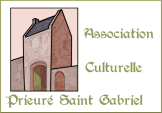 Association
Culturelle
Prieuré Saint Gabriel